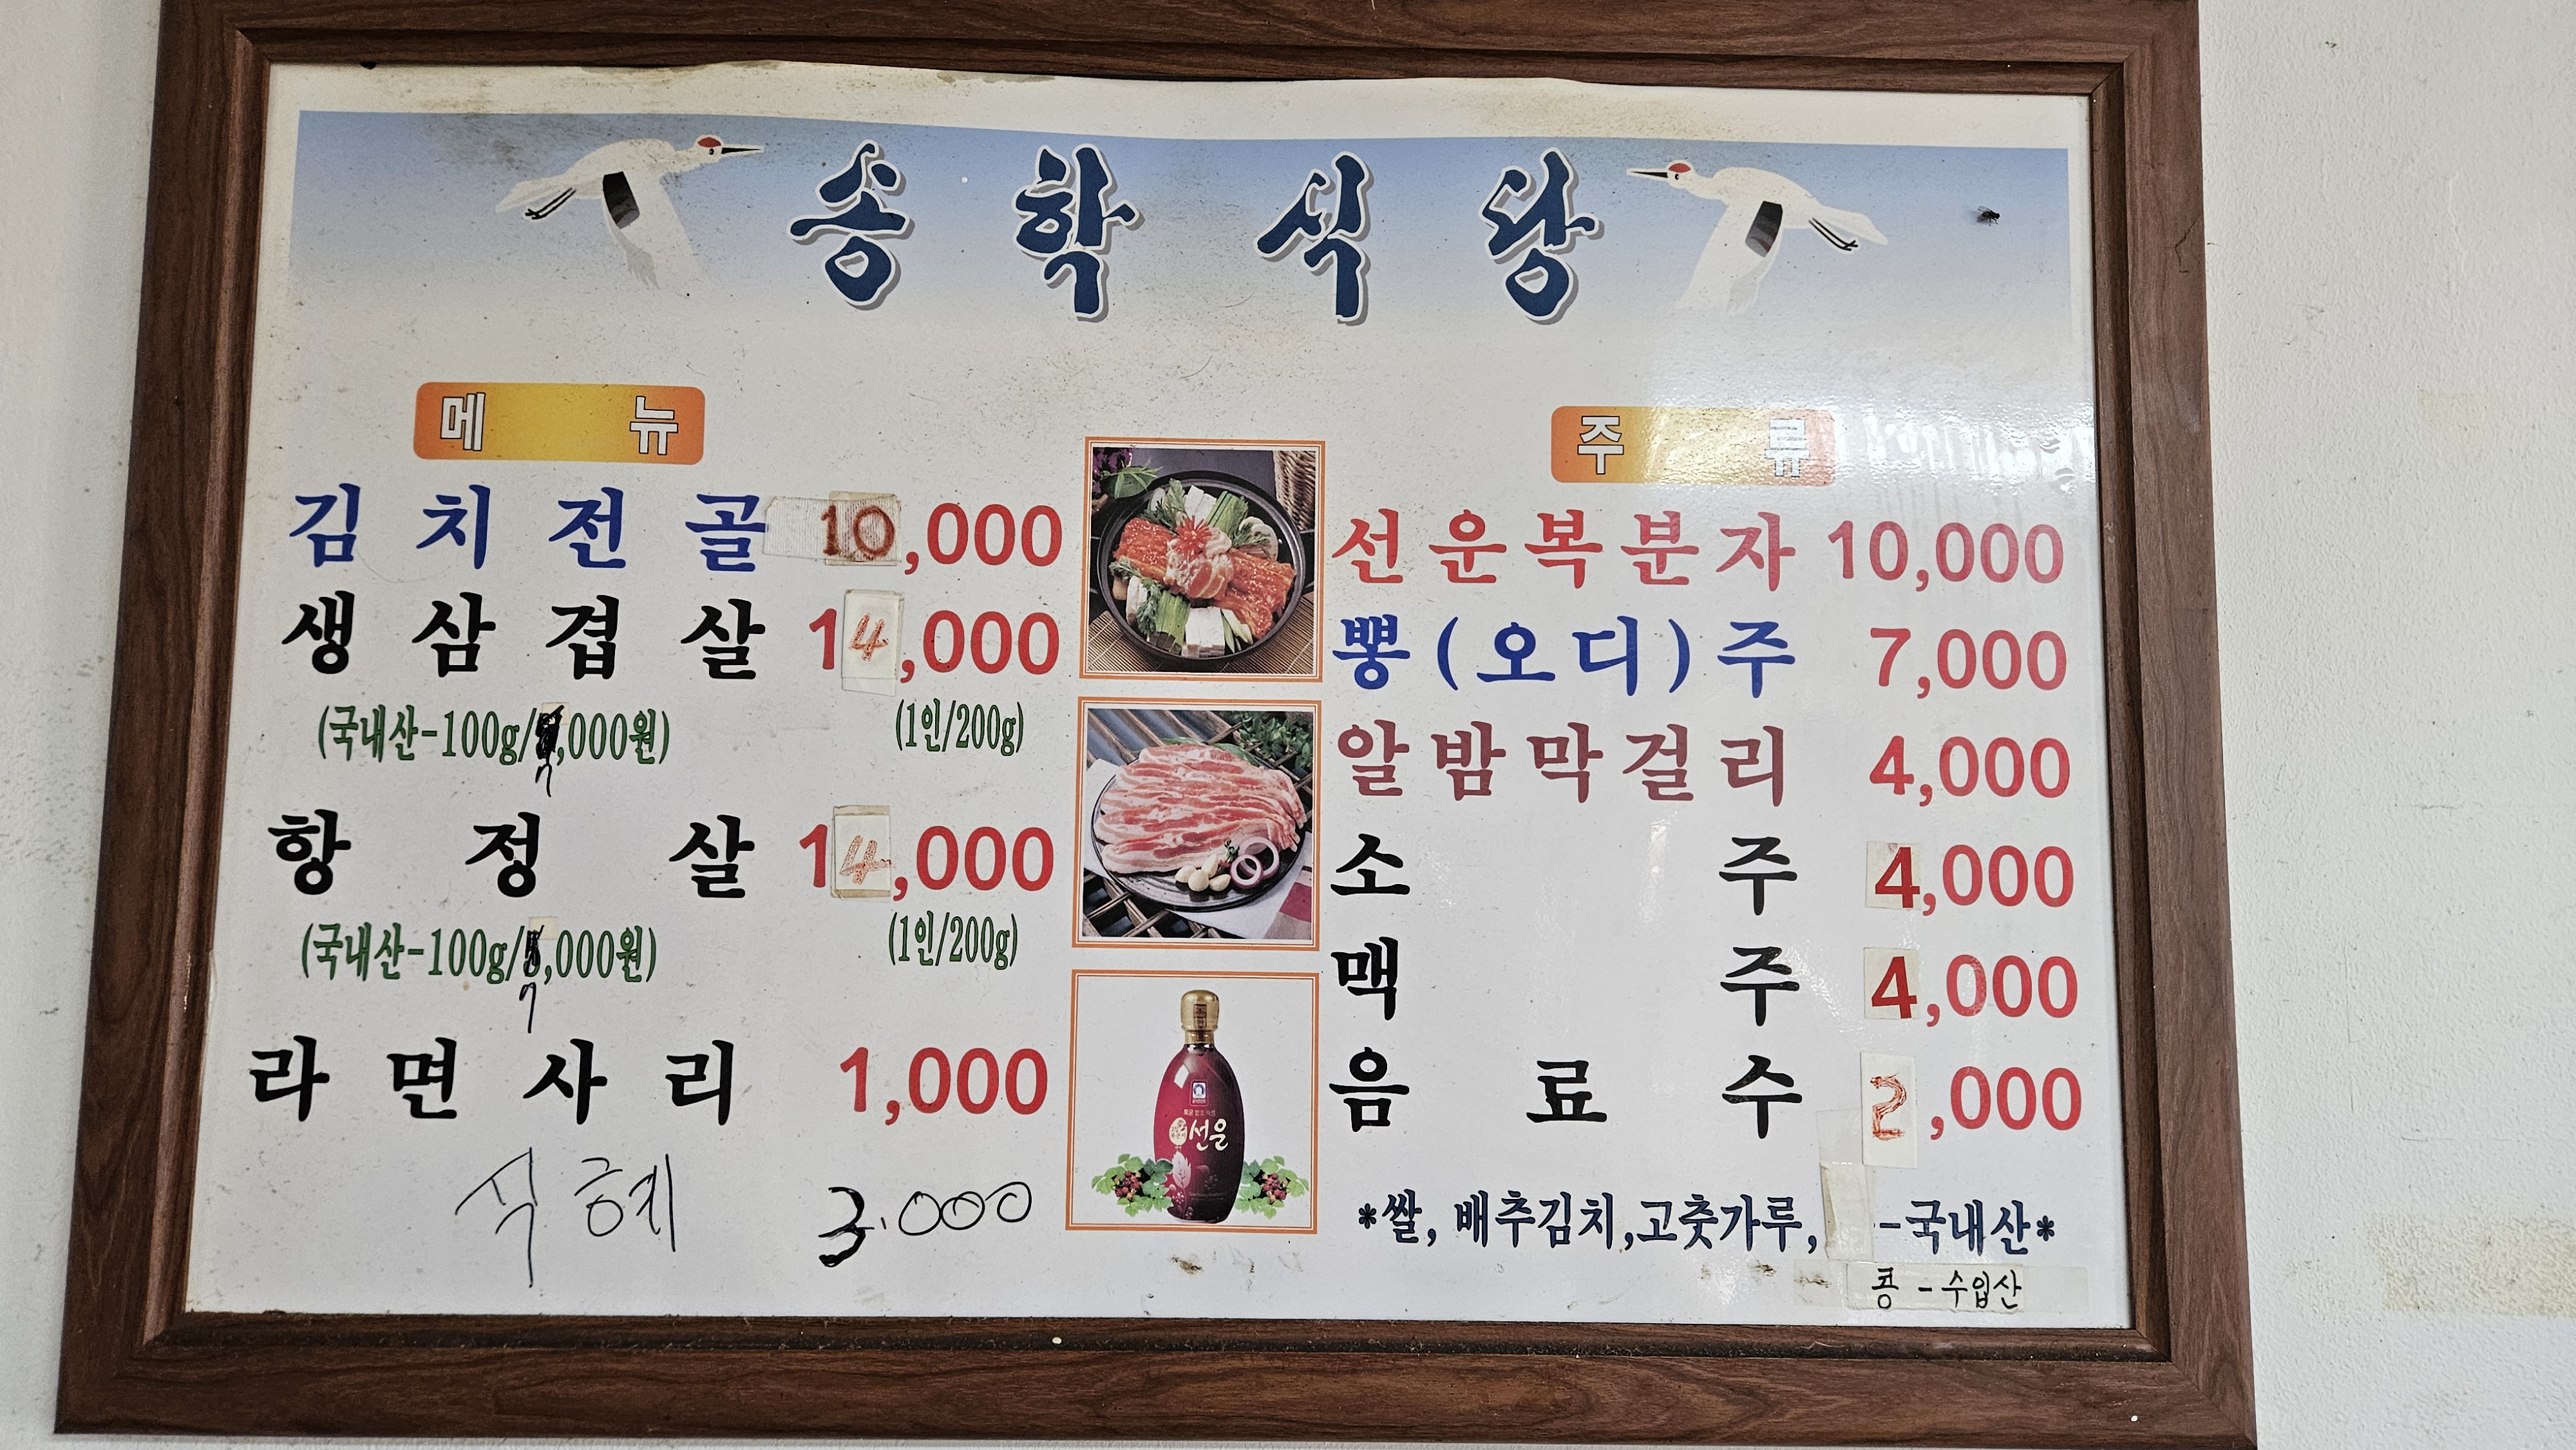 송학식당
메뉴
김치전골 10,000
생삼겹살 14,000
(국내산-100g/7,000원) (1인/200g)
항정살 14,000
(국내산-100g/7,000원) (1인/200g)
라면사리 1,000
식혜 3.000
선운
주류
선운복분자 10,000
뽕(오디)주 7,000
알밤막걸리 4,000
소주 4,000
맥주 4,000
음료수 2,000
*쌀, 배추김치,고춧가루, -국내산*
콩 -수입산